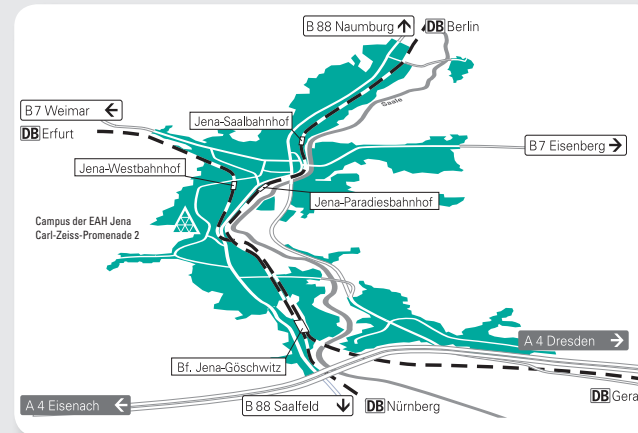 B 88 Naumburg ↑
DB Berlin
Saale
B 7 Weimar ←
DB Erfurt
Jena-Saalbahnhof
B 7 Eisenberg →
Jena-Westbahnhof
Jena-Paradiesbahnhof
Campus der EAH Jena
Carl-Zeiss-Promenade 2
A 4 Dresden →
Bf. Jena-Göschwitz
A 4 Eisenach ←
B 88 Saalfeld ↓
DB Nürnberg
DB Gera